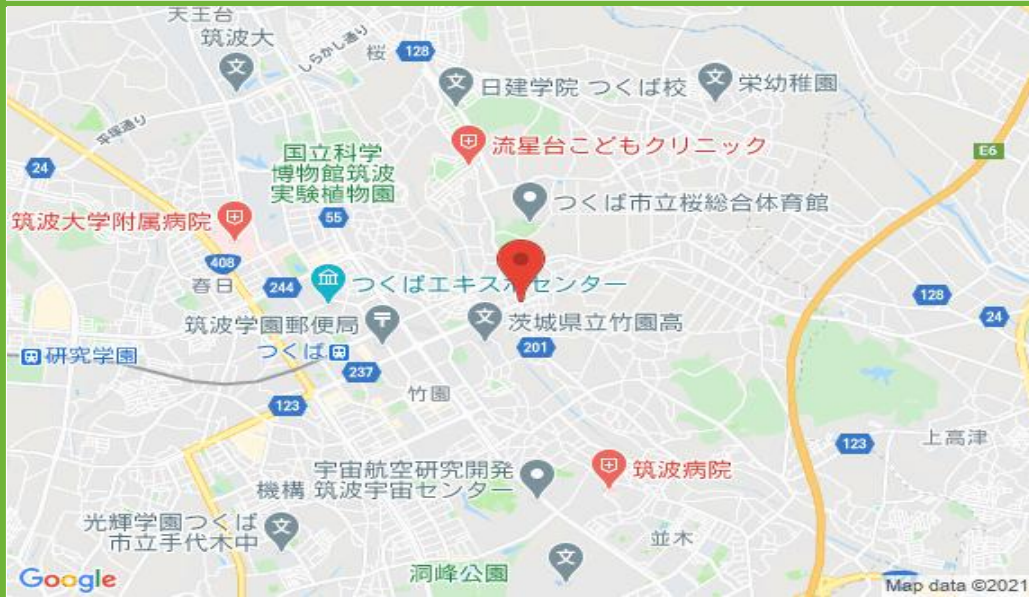 天王台
筑波大
しらかし通り
桜
128
日建学院 つくば校
栄幼稚園
平塚通り
24
国立科学
博物館筑波
実験植物園
流星台こどもクリニック
E6
筑波大学附属病院
55
つくば市立桜総合体育館
408
春日
244
つくばエキスポセンター
128
24
筑波学園郵便局
茨城県立竹園高
201
研究学園
つくば
237
123
竹園
123
上高津
宇宙航空研究開発
機構 筑波宇宙センター
筑波病院
光輝学園つくば
市立手代木中
並木
洞峰公園
Google
Map data ©2021